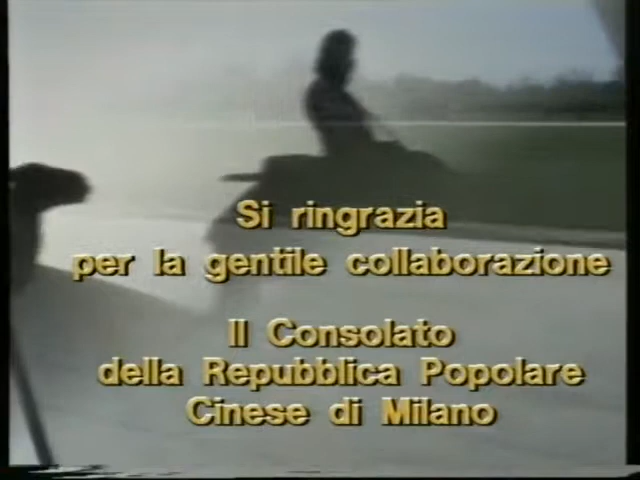 Si ringrazia
per la gentile collaborazione
Il Consolato
della Repubblica Popolare
Cinese di Milano